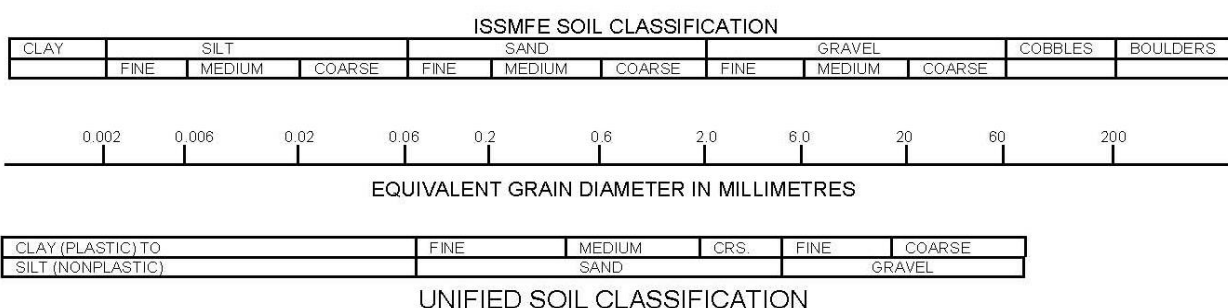 ISSMFE SOIL CLASSIFICATION
CLAY SILT SAND GRAVEL COBBLES BOULDERS
FINE MEDIUM COARSE FINE MEDIUM COARSE FINE MEDIUM COARSE
0.002 0.006 0.02 0.06 0.2 0.6 2.0 6.0 20 60 200
EQUIVALENT GRAIN DIAMETER IN MILLIMETRES
CLAY (PLASTIC) TO FINE MEDIUM CRS. FINE COARSE
SILT (NONPLASTIC) SAND GRAVEL
UNIFIED SOIL CLASSIFICATION